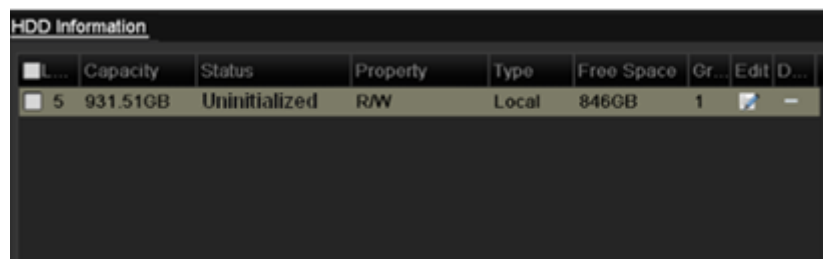 HDD Information
L... Capacity Status Property Type Free Space Gr... Edit D...
5 931.51GB Uninitialized R/W Local 846GB 1 –